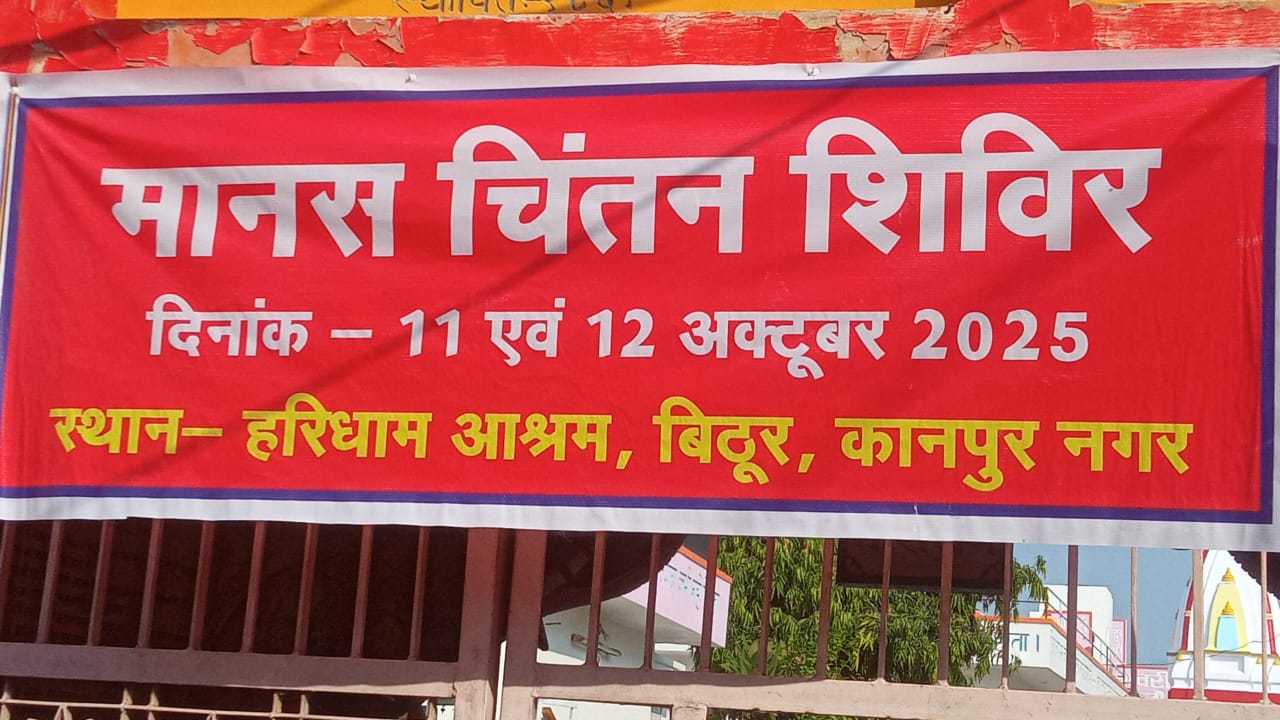 मानस चिंतन शिविर
दिनांक – 11 एवं 12 अक्टूबर 2025
स्थान– हरिधाम आश्रम, बिठूर, कानपुर नगर